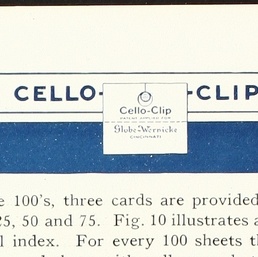 CELLO-
-CLIP
Cello-Clip
PATENT APPLIED FOR
Globe-Wernicke
CINCINNATI
100's, three cards are provided
25, 50 and 75. Fig. 10 illustrates a
index. For every 100 sheets